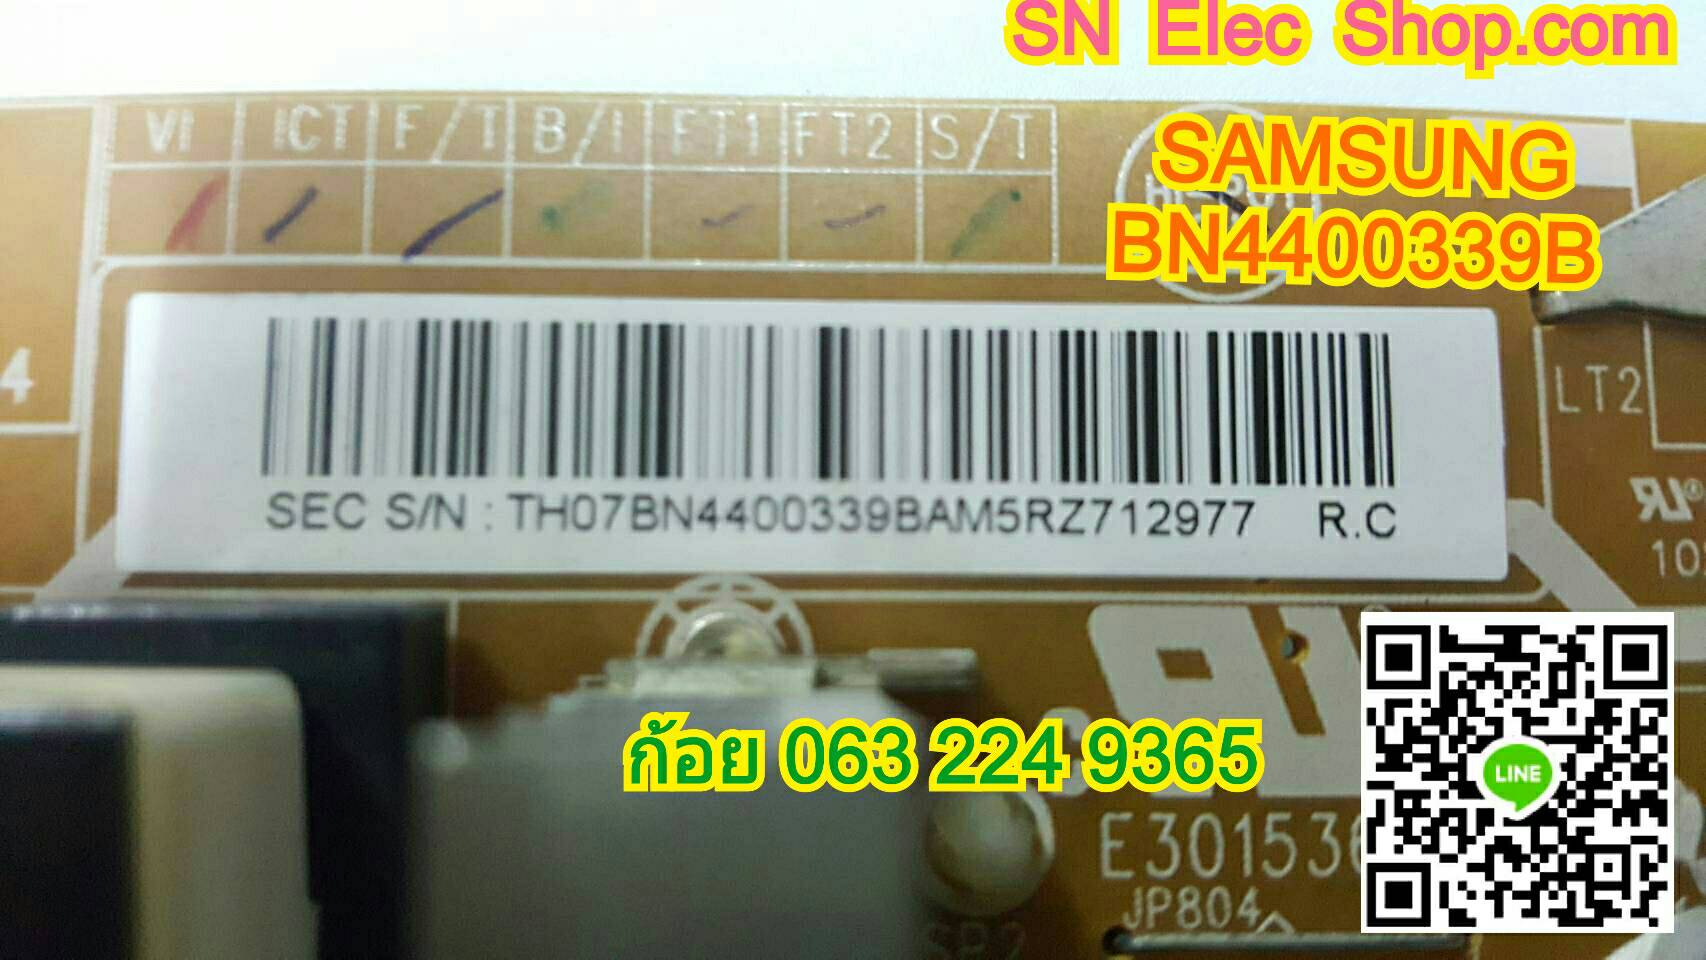 SN Elec Shop.com
VI ICT F/T B/I FT1 FT2 S/T
SAMSUNG
BN4400339B
4
LT2
SEC S/N : TH07BN4400339BAM5RZ712977 R.C
ก้อย 063 224 9365
LINE
E30153
JP804